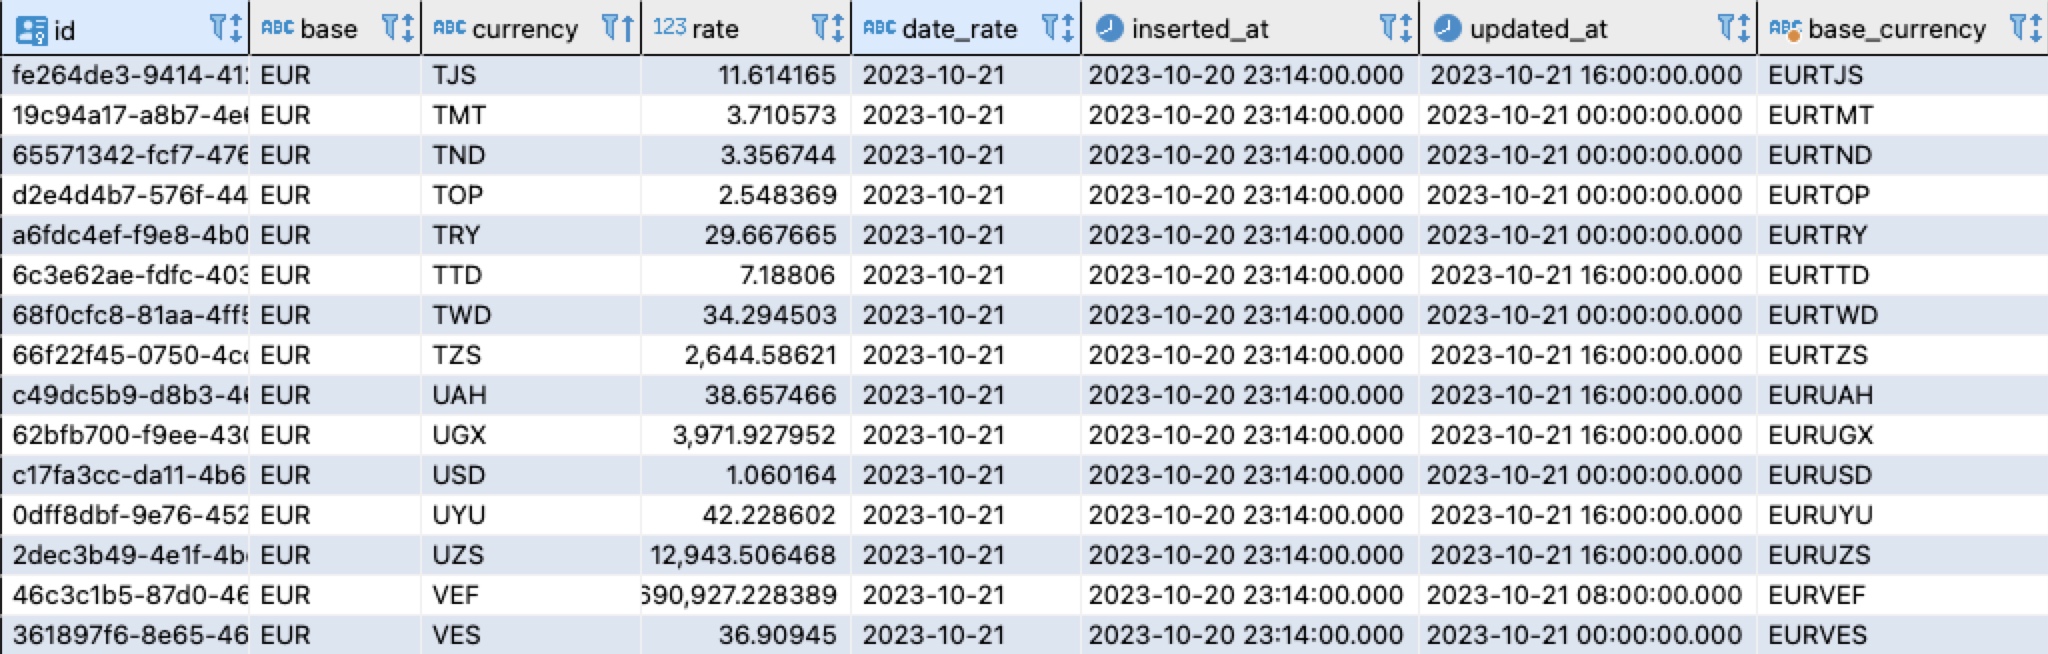 id ABC base ABC currency 123 rate ABC date_rate inserted_at updated_at ABC base_currency
fe264de3-9414-41 EUR TJS 11.614165 2023-10-21 2023-10-20 23:14:00.000 2023-10-21 16:00:00.000 EURTJS
19c94a17-a8b7-4e EUR TMT 3.710573 2023-10-21 2023-10-20 23:14:00.000 2023-10-21 00:00:00.000 EURTMT
65571342-fcf7-476 EUR TND 3.356744 2023-10-21 2023-10-20 23:14:00.000 2023-10-21 00:00:00.000 EURTND
d2e4d4b7-576f-44 EUR TOP 2.548369 2023-10-21 2023-10-20 23:14:00.000 2023-10-21 00:00:00.000 EURTOP
a6fdc4ef-f9e8-4b0 EUR TRY 29.667665 2023-10-21 2023-10-20 23:14:00.000 2023-10-21 00:00:00.000 EURTRY
6c3e62ae-fdfc-403 EUR TTD 7.18806 2023-10-21 2023-10-20 23:14:00.000 2023-10-21 16:00:00.000 EURTTD
68f0cfc8-81aa-4ff EUR TWD 34.294503 2023-10-21 2023-10-20 23:14:00.000 2023-10-21 00:00:00.000 EURTWD
66f22f45-0750-4c EUR TZS 2,644.58621 2023-10-21 2023-10-20 23:14:00.000 2023-10-21 16:00:00.000 EURTZS
c49dc5b9-d8b3-4 EUR UAH 38.657466 2023-10-21 2023-10-20 23:14:00.000 2023-10-21 16:00:00.000 EURUAH
62bfb700-f9ee-43 EUR UGX 3,971.927952 2023-10-21 2023-10-20 23:14:00.000 2023-10-21 16:00:00.000 EURUGX
c17fa3cc-da11-4b6 EUR USD 1.060164 2023-10-21 2023-10-20 23:14:00.000 2023-10-21 00:00:00.000 EURUSD
0dff8dbf-9e76-452 EUR UYU 42.228602 2023-10-21 2023-10-20 23:14:00.000 2023-10-21 16:00:00.000 EURUYU
2dec3b49-4e1f-4b EUR UZS 12,943.506468 2023-10-21 2023-10-20 23:14:00.000 2023-10-21 16:00:00.000 EURUZS
46c3c1b5-87d0-46 EUR VEF 690,927.228389 2023-10-21 2023-10-20 23:14:00.000 2023-10-21 08:00:00.000 EURVEF
361897f6-8e65-46 EUR VES 36.90945 2023-10-21 2023-10-20 23:14:00.000 2023-10-21 00:00:00.000 EURVES